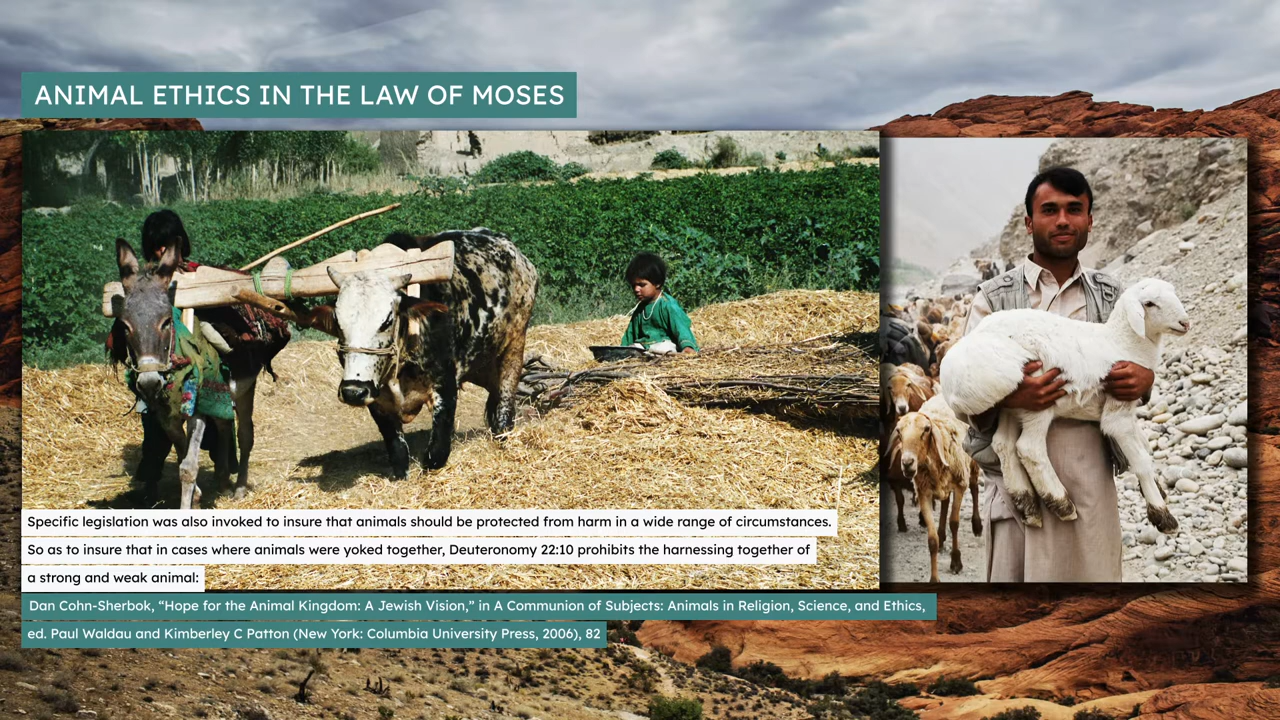 ANIMAL ETHICS IN THE LAW OF MOSES
Specific legislation was also invoked to insure that animals should be protected from harm in a wide range of circumstances.
So as to insure that in cases where animals were yoked together, Deuteronomy 22:10 prohibits the harnessing together of
a strong and weak animal:
Dan Cohn-Sherbok, “Hope for the Animal Kingdom: A Jewish Vision,” in A Communion of Subjects: Animals in Religion, Science, and Ethics,
ed. Paul Waldau and Kimberley C Patton (New York: Columbia University Press, 2006), 82